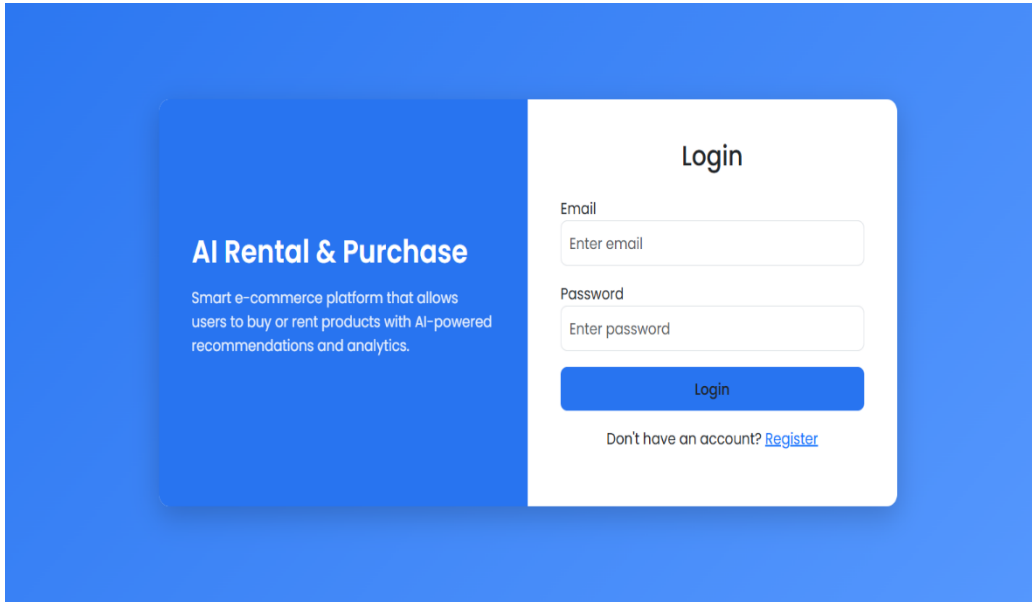 AI Rental & Purchase
Smart e-commerce platform that allows
users to buy or rent products with AI-powered
recommendations and analytics.
Login
Email
Enter email
Password
Enter password
Login
Don't have an account? Register